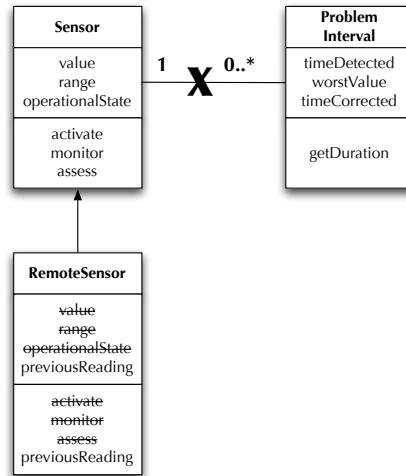 Sensor
value
range
operationalState
activate
monitor
assess
1
X
0..*
Problem
Interval
timeDetected
worstValue
timeCorrected
getDuration
RemoteSensor
value
range
operationalState
previousReading
activate
monitor
assess
previousReading